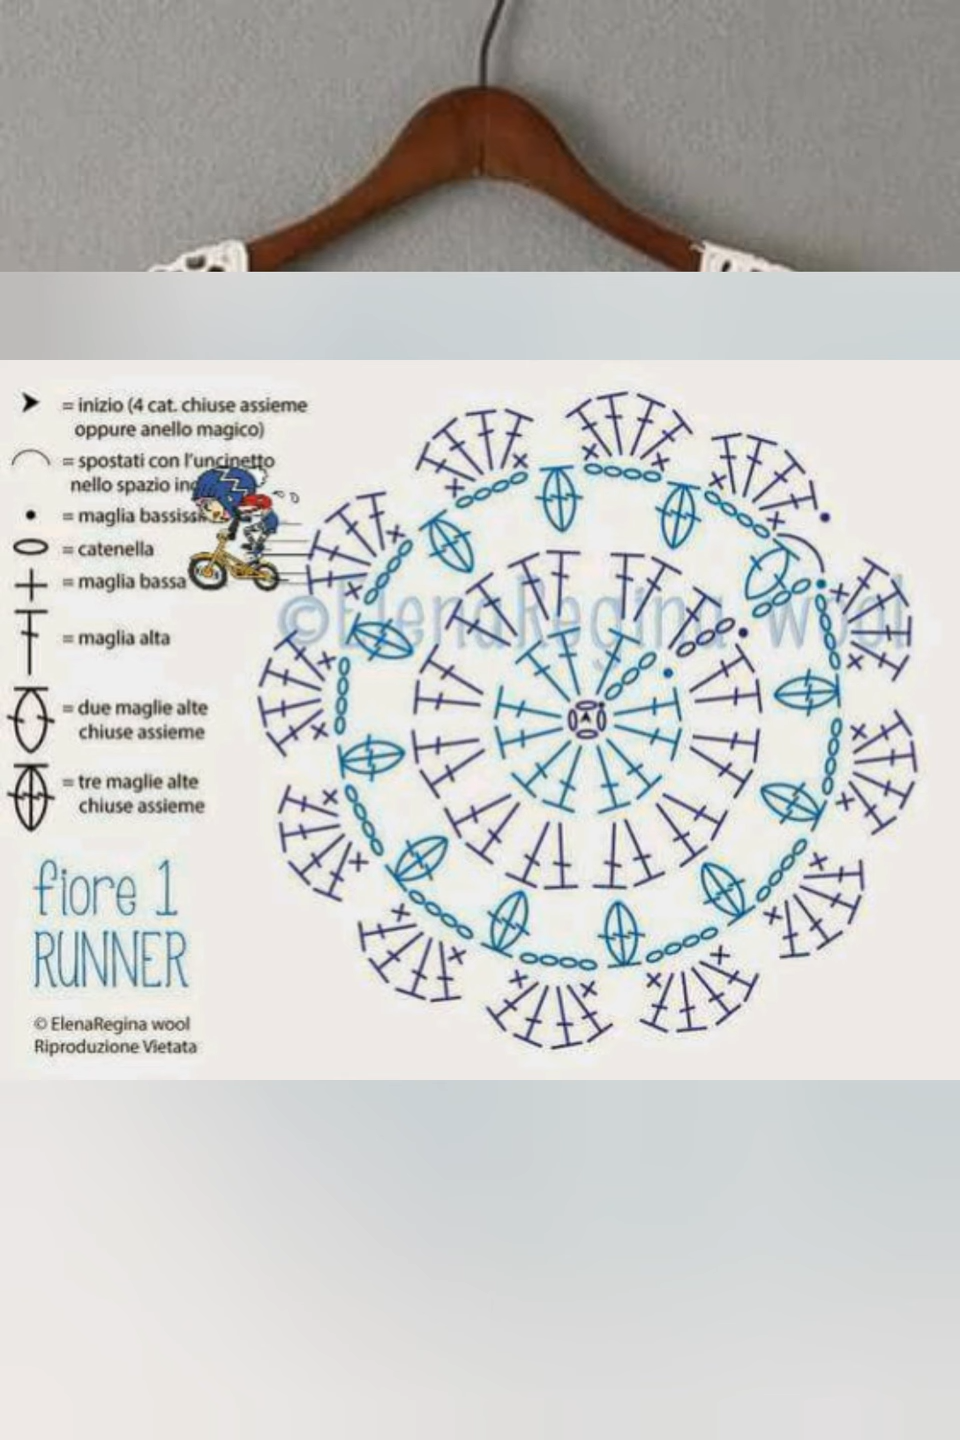 = inizio (4 cat. chiuse assieme
oppure anello magico)
= spostati con l'uncinetto
nello spazio
= maglia
= catenella
= maglia bassa
= maglia alta
= due maglie alte
chiuse assieme
= tre maglie alte
chiuse assieme
fiore 1
RUNNER
© ElenaRegina wool
Riproduzione Vietata
©ElenaRegina wool